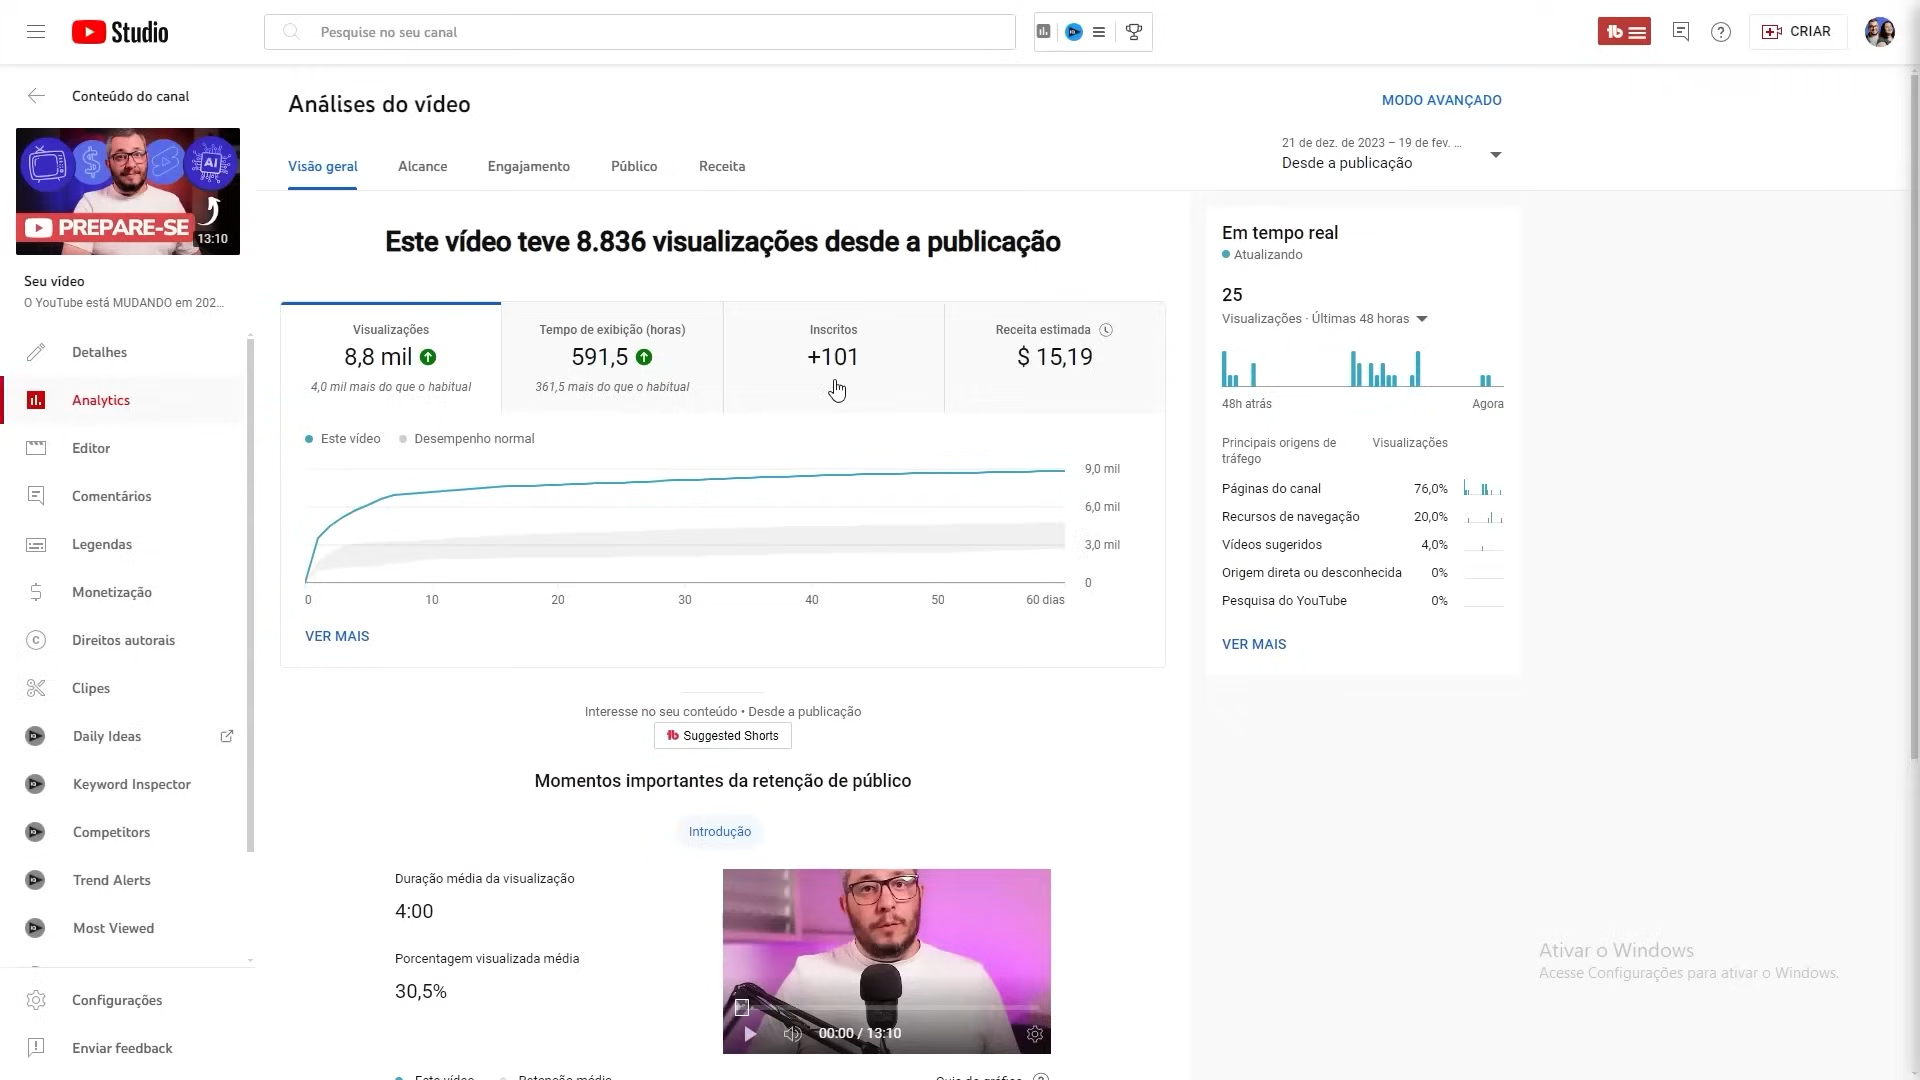 Studio
Pesquise no seu canal
CRIAR
Conteúdo do canal
AI
PREPARE-SE
13:10
Seu vídeo
O YouTube está MUDANDO em 202...
Detalhes
Analytics
Editor
Comentários
Legendas
Monetização
Direitos autorais
Clipes
Daily Ideas
Keyword Inspector
Competitors
Trend Alerts
Most Viewed
Configurações
Enviar feedback
Análises do vídeo
MODO AVANÇADO
21 de dez. de 2023 – 19 de fev. ...
Desde a publicação
Visão geral
Alcance
Engajamento
Público
Receita
Este vídeo teve 8.836 visualizações desde a publicação
Visualizações
8,8 mil
4,0 mil mais do que o habitual
Tempo de exibição (horas)
591,5
361,5 mais do que o habitual
Inscritos
+101
Receita estimada
$ 15,19
Este vídeo
Desempenho normal
9,0 mil
6,0 mil
3,0 mil
0
0 10 20 30 40 50 60 dias
VER MAIS
Interesse no seu conteúdo • Desde a publicação
Suggested Shorts
Momentos importantes da retenção de público
Introdução
Duração média da visualização
4:00
Porcentagem visualizada média
30,5%
00:00 / 13:10
Em tempo real
Atualizando
25
Visualizações · Últimas 48 horas
48h atrás
Agora
Principais origens de tráfego
Visualizações
Páginas do canal 76,0%
Recursos de navegação 20,0%
Vídeos sugeridos 4,0%
Origem direta ou desconhecida 0%
Pesquisa do YouTube 0%
VER MAIS
Ativar o Windows
Acesse Configurações para ativar o Windows.